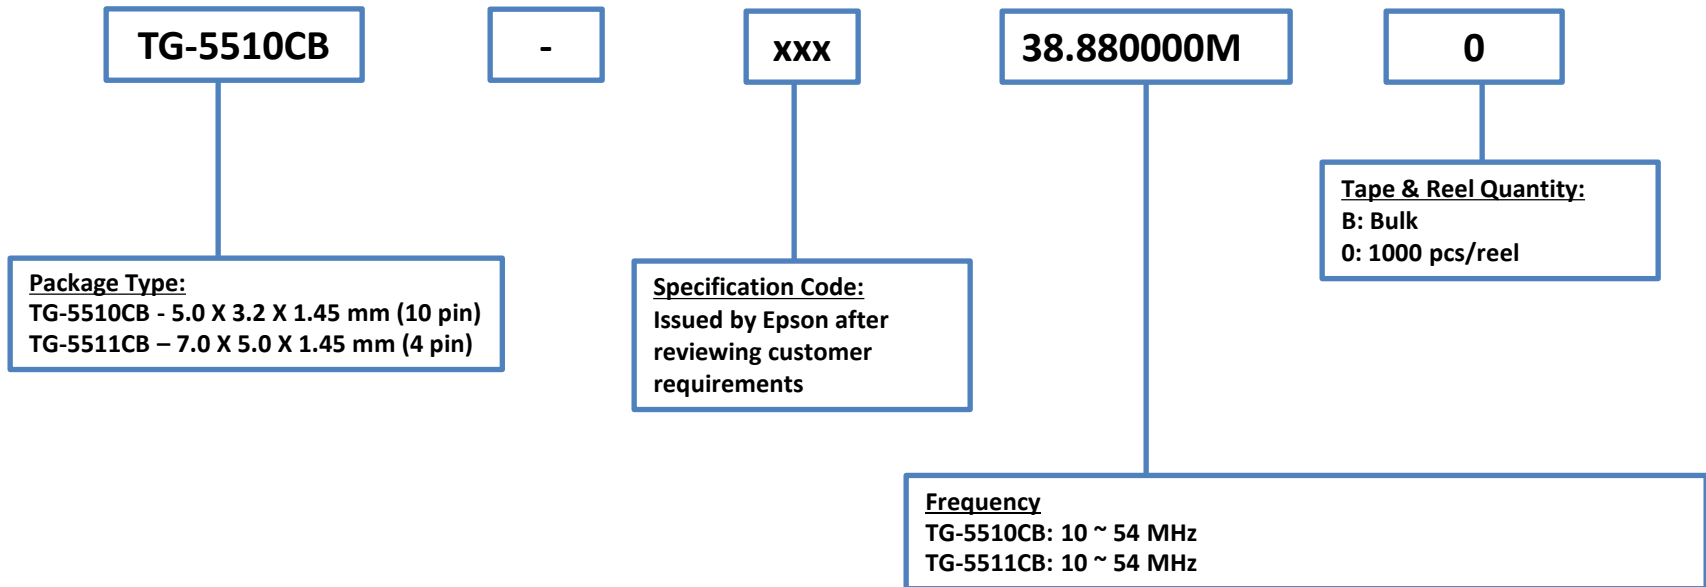 TG-5510CB - xxx 38.880000M 0
Tape & Reel Quantity:
B: Bulk
0: 1000 pcs/reel
Package Type:
TG-5510CB - 5.0 X 3.2 X 1.45 mm (10 pin)
TG-5511CB – 7.0 X 5.0 X 1.45 mm (4 pin)
Specification Code:
Issued by Epson after
reviewing customer
requirements
Frequency
TG-5510CB: 10 ~ 54 MHz
TG-5511CB: 10 ~ 54 MHz